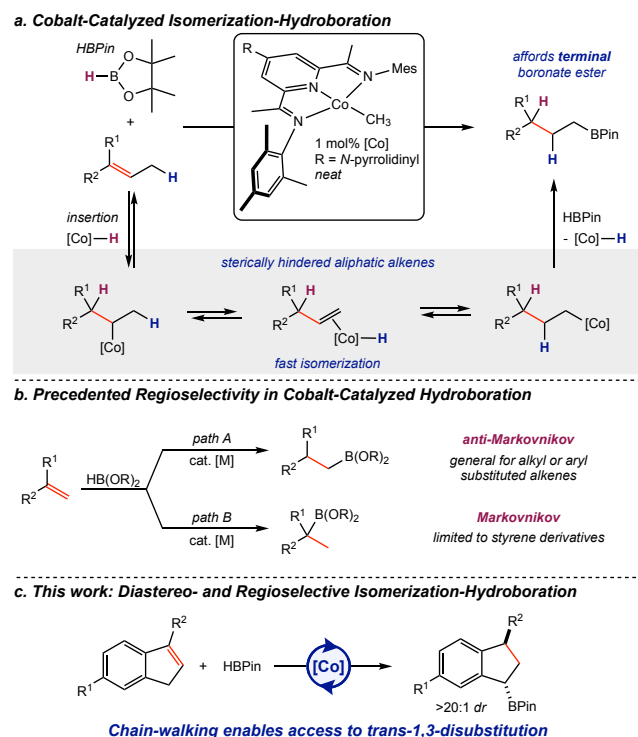 a. Cobalt-Catalyzed Isomerization-Hydroboration
HBPin
H B O O
+
R1
R2
H
R
N Mes
N
Co
CH3
N
1 mol% [Co]
R = N-pyrrolidinyl
neat
affords terminal
boronate ester
R1 H
R2 BPin
H
insertion
[Co]–H
HBPin
- [Co]–H
sterically hindered aliphatic alkenes
R1 H
R2 H
[Co]
R1 H
R2
[Co]–H
R1 H
R2 [Co]
H
fast isomerization
b. Precedented Regioselectivity in Cobalt-Catalyzed Hydroboration
R1
R2
HB(OR)2
path A
cat. [M]
R1
R2 B(OR)2
anti-Markovnikov
general for alkyl or aryl
substituted alkenes
path B
cat. [M]
R1 B(OR)2
R2
Markovnikov
limited to styrene derivatives
c. This work: Diastereo- and Regioselective Isomerization-Hydroboration
R2
R1
+ HBPin
[Co]
R2
R1
BPin
>20:1 dr
Chain-walking enables access to trans-1,3-disubstitution